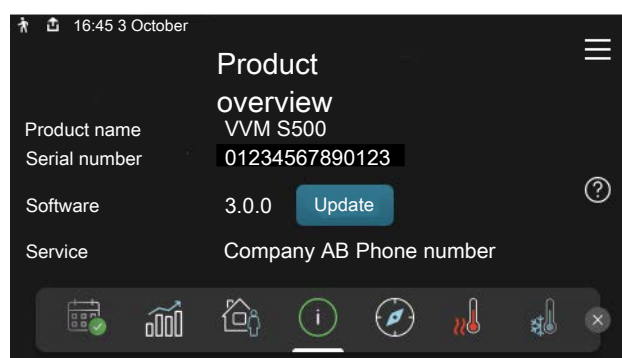 16:45 3 October
Product
overview
Product name VVM S500
Serial number 01234567890123
Software 3.0.0 Update
Service Company AB Phone number